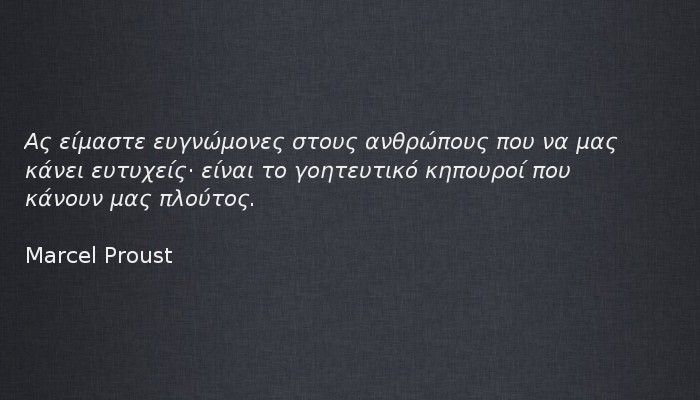 Ας είμαστε ευγνώμονες στους ανθρώπους που να μας
κάνει ευτυχείς· είναι το γοητευτικό κηπουροί που
κάνουν μας πλούτος.
Marcel Proust